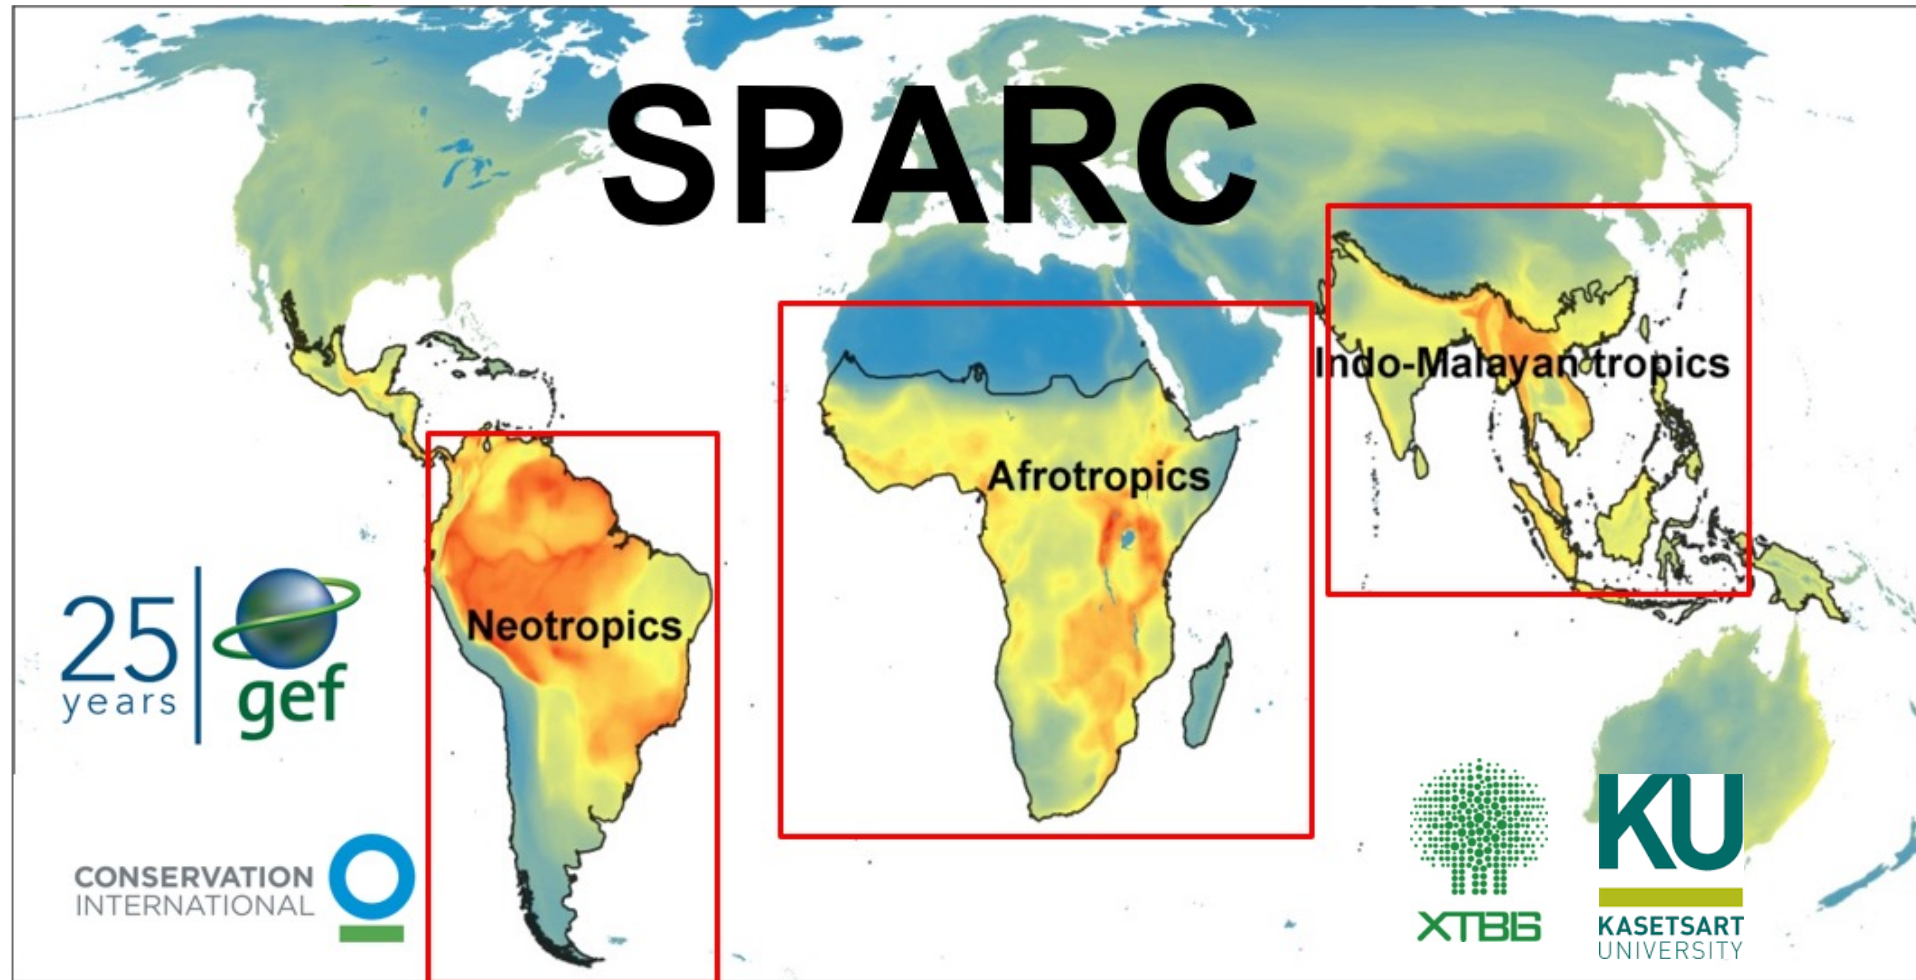 SPARC
Indo-Malayan tropics
Afrotropics
Neotropics
25
years
gef
CONSERVATION
INTERNATIONAL
XTBG
KU
KASETSART
UNIVERSITY